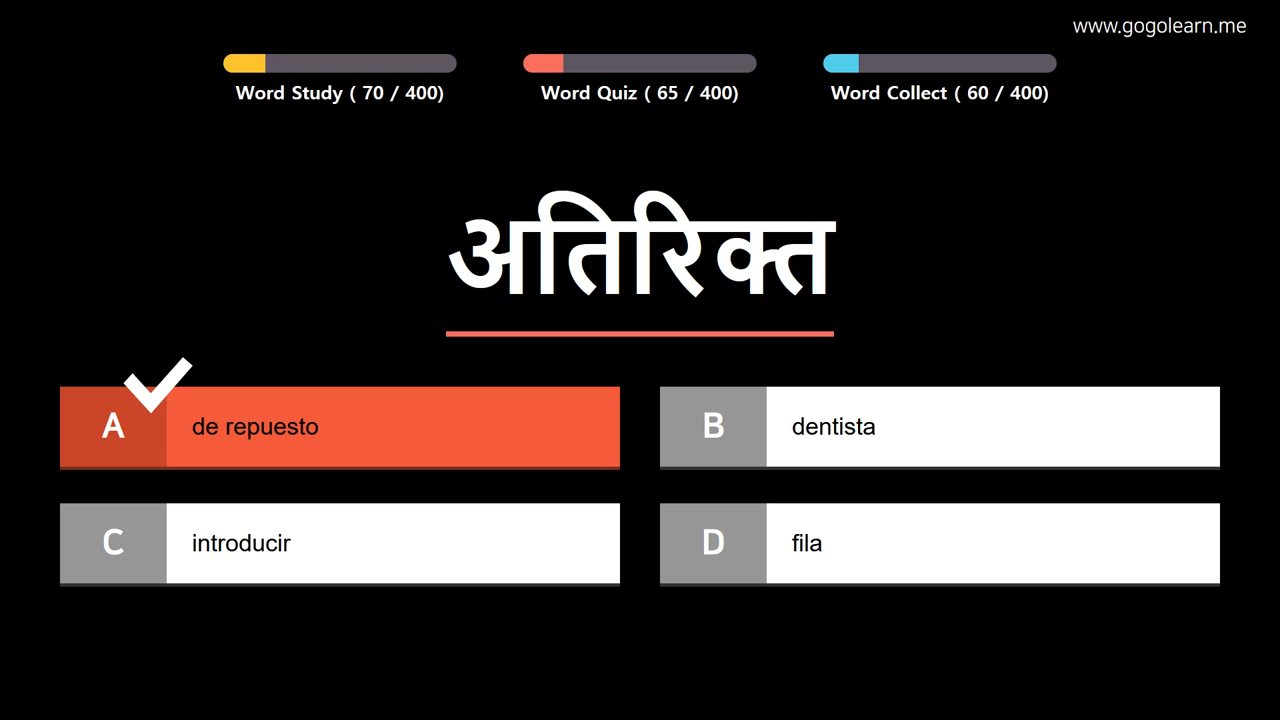 www.gogolearn.me
Word Study ( 70 / 400)
Word Quiz ( 65 / 400)
Word Collect ( 60 / 400)
अतिरिक्त
A de repuesto
B dentista
C introducir
D fila